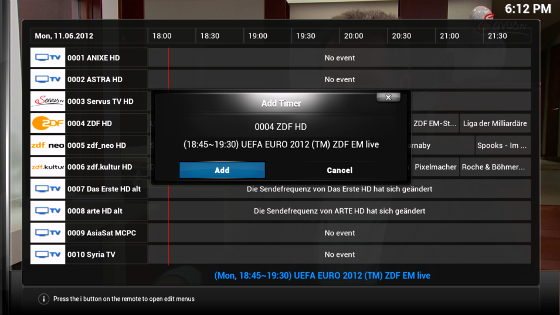 6:12 PM
Mon, 11.06.2012 18:00 18:30 19:00 19:30 20:00 20:30 21:00 21:30
TV 0001 ANIXE HD No event
TV 0002 ASTRA HD No event
Servus TV 0003 Servus TV HD
Add Timer
ZDF 0004 ZDF HD ZDF EM-St... Liga der Milliardäre
0004 ZDF HD
zdf neo 0005 zdf_neo HD rnaby Spooks - Im ...
(18:45~19:30) UEFA EURO 2012 (TM) ZDF EM live
zdf.kultur 0006 zdf.kultur HD Pixelmacher Roche & Böhmer...
Add Cancel
TV 0007 Das Erste HD alt Die Sendefrequenz von Das Erste HD hat sich geändert
TV 0008 arte HD alt Die Sendefrequenz von ARTE HD hat sich geändert
TV 0009 AsiaSat MCPC No event
TV 0010 Syria TV No event
(Mon, 18:45~19:30) UEFA EURO 2012 (TM) ZDF EM live
i Press the i button on the remote to open edit menus